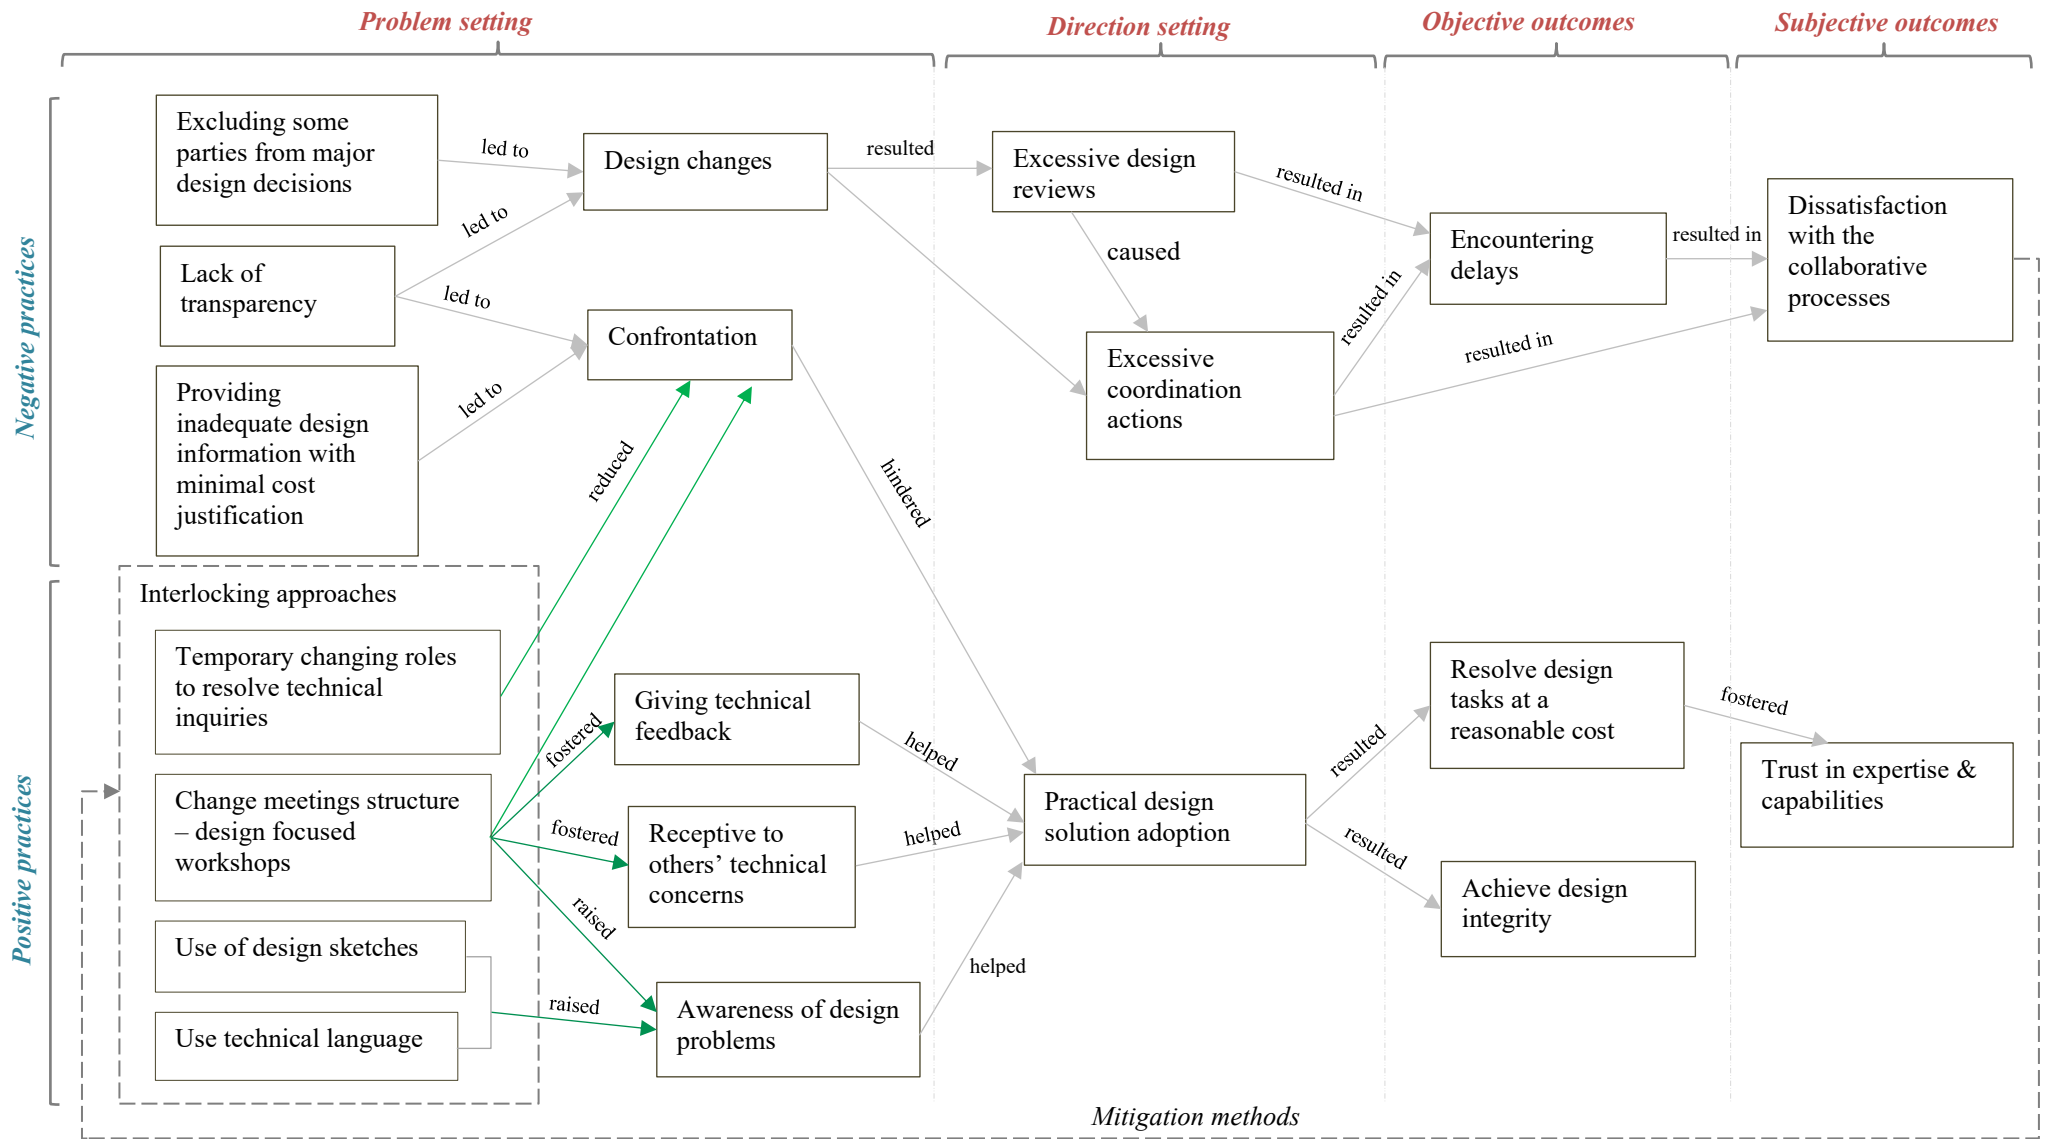 Problem setting
Direction setting
Objective outcomes
Subjective outcomes
Negative practices
Excluding some
parties from major
design decisions
led to
Design changes
resulted
Excessive design
reviews
resulted in
Lack of
transparency
led to
led to
caused
Encountering
delays
resulted in
Dissatisfaction
with the
collaborative
processes
Confrontation
Excessive
coordination
actions
resulted in
resulted in
Providing
inadequate design
information with
minimal cost
justification
led to
reduced
hindered
Positive practices
Interlocking approaches
Temporary changing roles
to resolve technical
inquiries
Change meetings structure
– design focused
workshops
Use of design sketches
Use technical language
fostered
fostered
raised
raised
Giving technical
feedback
Receptive to
others’ technical
concerns
Awareness of design
problems
helped
helped
helped
Practical design
solution adoption
resulted
resulted
Resolve design
tasks at a
reasonable cost
Achieve design
integrity
fostered
Trust in expertise &
capabilities
Mitigation methods